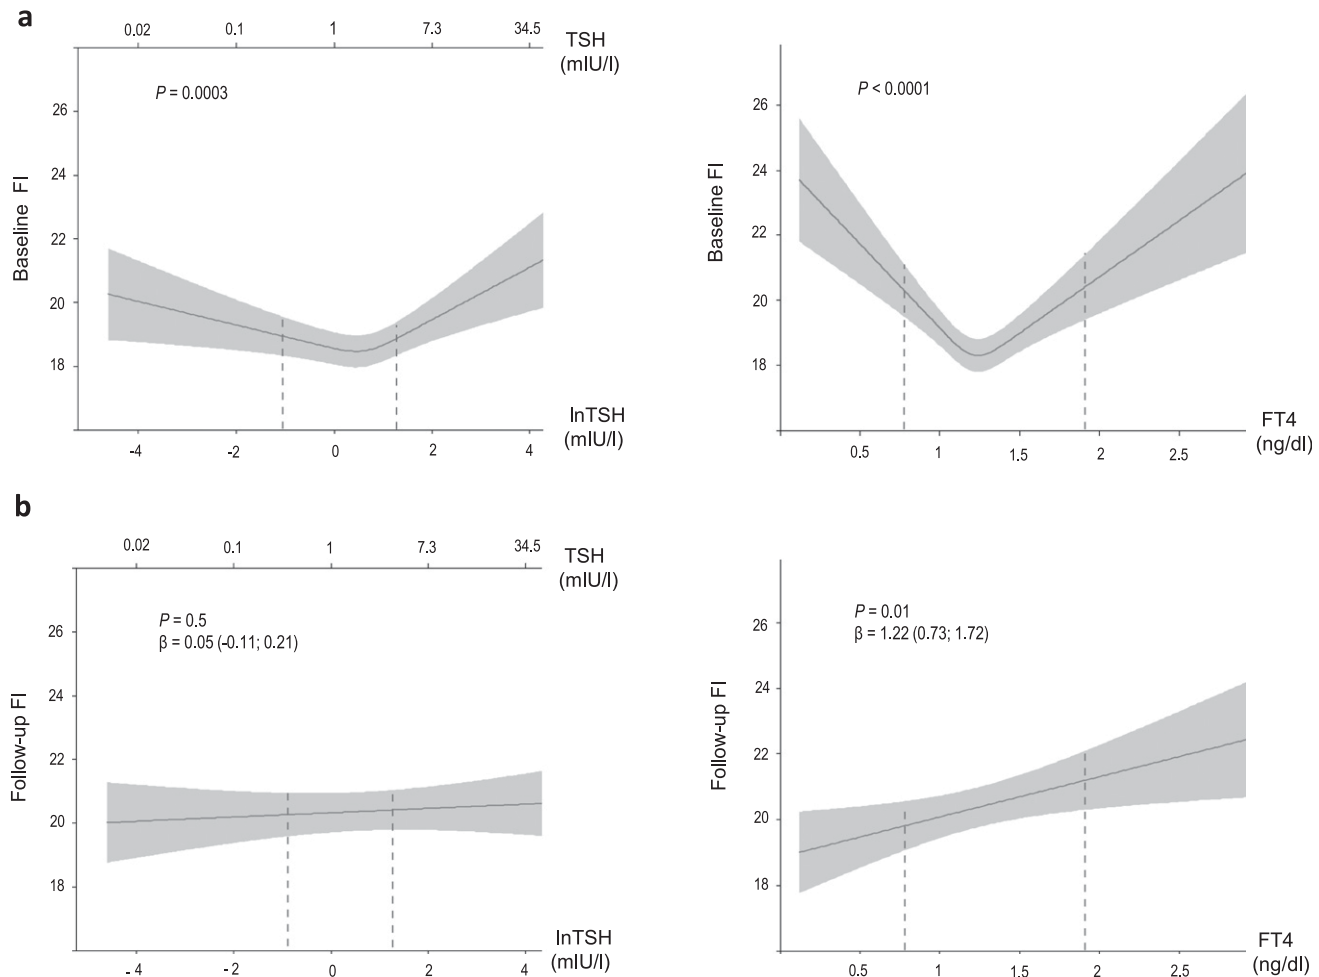 a
0.02 0.1 1 7.3 34.5 TSH
(mIU/l)
P = 0.0003
26
24
22
20
18
Baseline FI
lnTSH
(mIU/l)
-4 -2 0 2 4
P < 0.0001
26
24
22
20
18
Baseline FI
FT4
(ng/dl)
0.5 1 1.5 2 2.5
b
0.02 0.1 1 7.3 34.5 TSH
(mIU/l)
P = 0.5
β = 0.05 (-0.11; 0.21)
26
24
22
20
18
Follow-up FI
lnTSH
(mIU/l)
-4 -2 0 2 4
P = 0.01
β = 1.22 (0.73; 1.72)
26
24
22
20
18
Follow-up FI
FT4
(ng/dl)
0.5 1 1.5 2 2.5